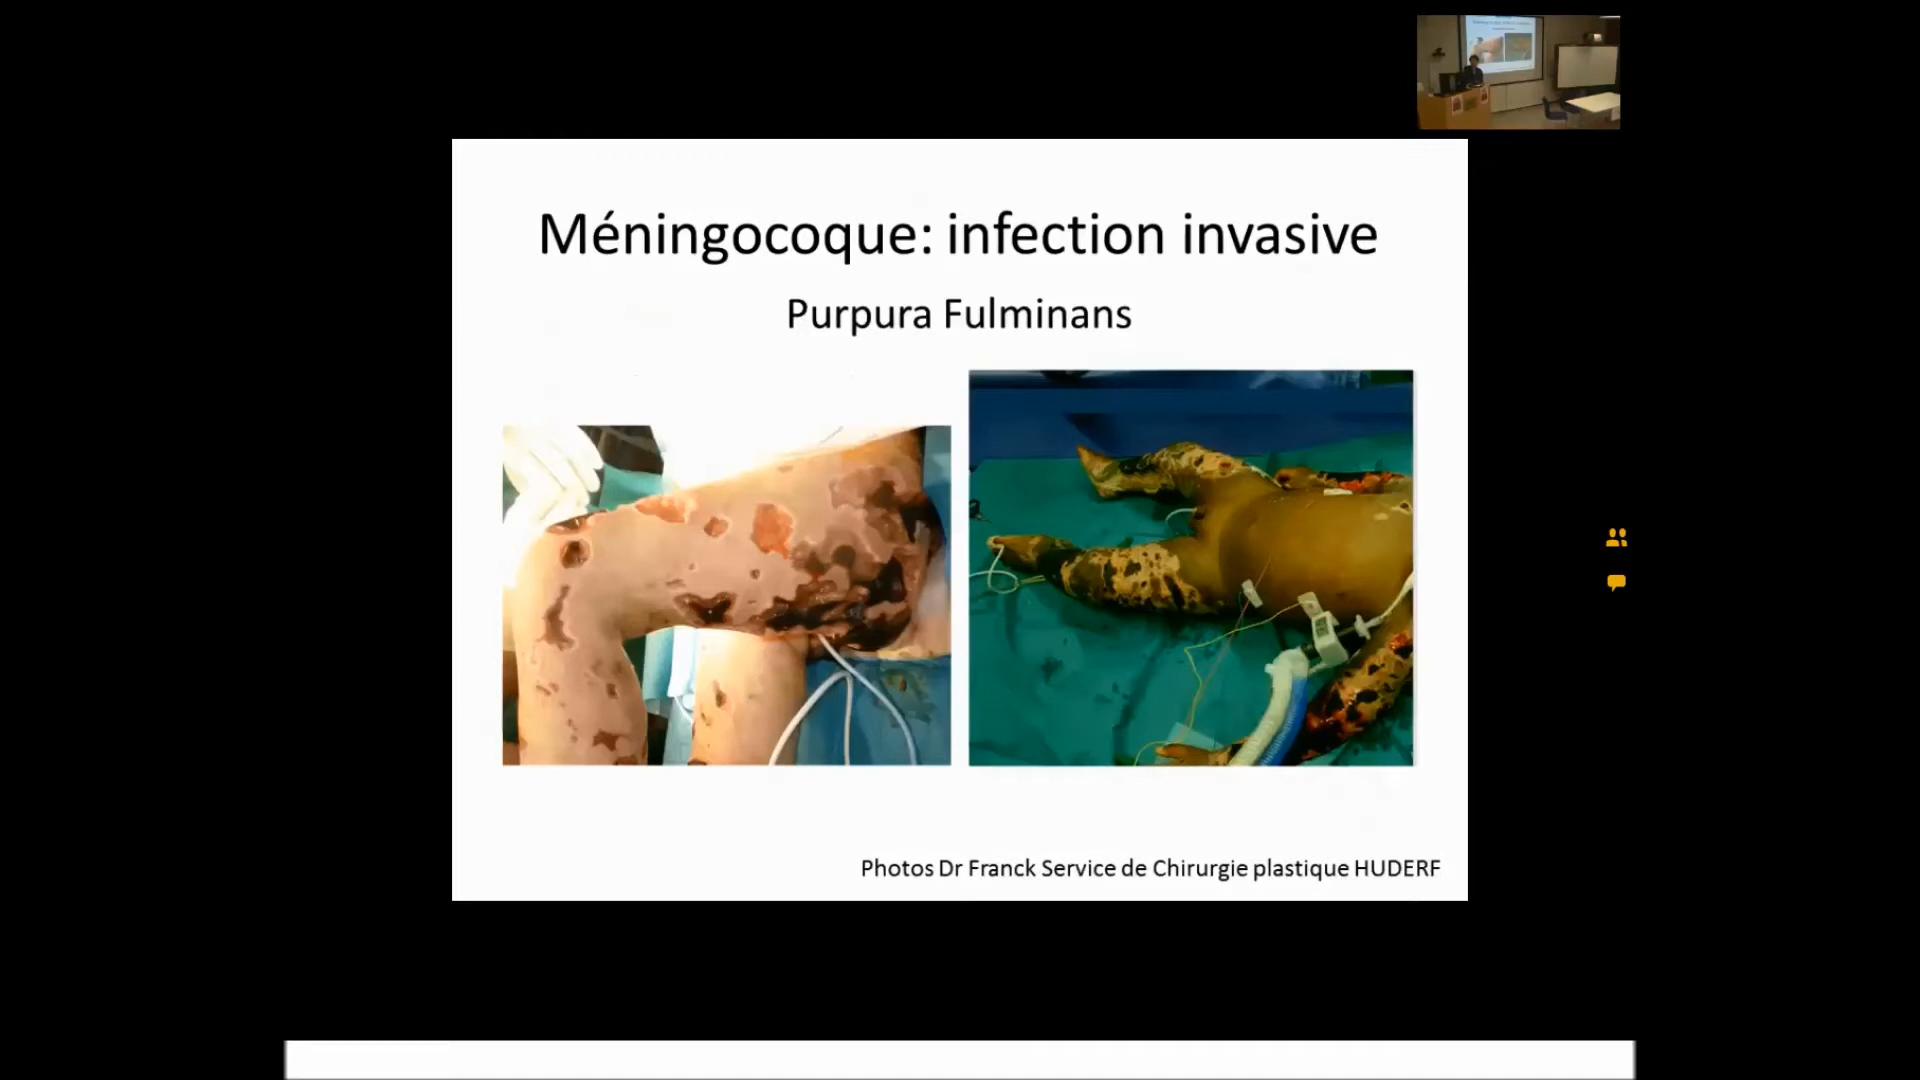 Méningocoque: infection invasive
Purpura Fulminans
Photos Dr Franck Service de Chirurgie plastique HUDERF